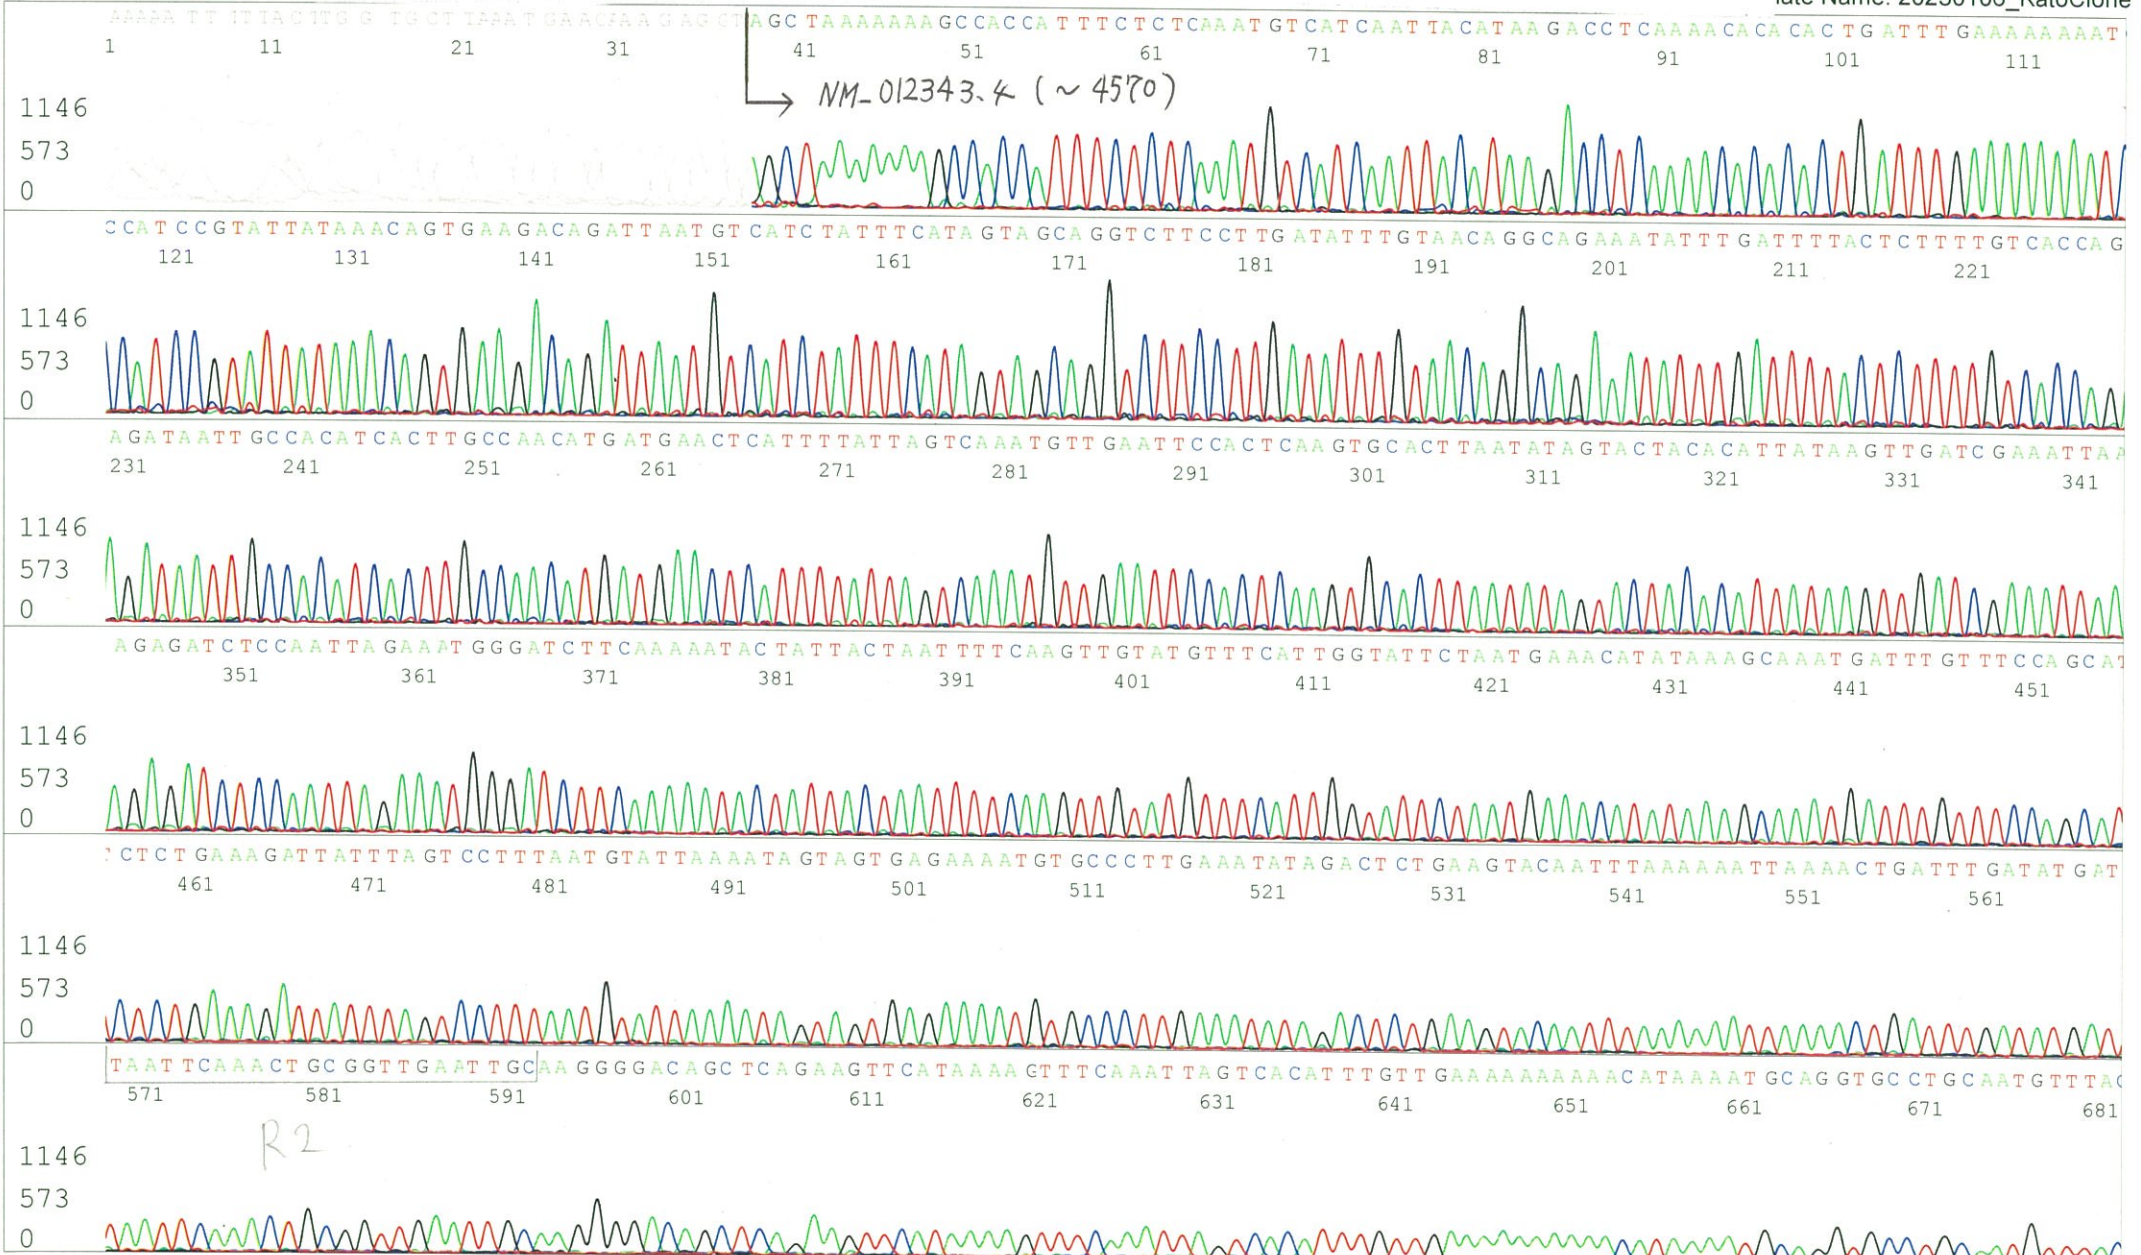 1 11 21 31 41 51 61 71 81 91 101 111
AGC TAAAAAAAGCCACCA TTTCTCTCAAATGTCATCAATTACATAAGACCTCAAAACACACACTGATTTGAAAAAAAAT
NM_012343.4 (~4570)
1146
573
0
CCATCCGTATTATAAACAGTGAAGACAGATTAATGTCATCTATTTCATAGTAGCAGGTCTTCCTTGATATTTGTAACAGGCAGAAATATTTGATTTTACTCTTTTGTCACCAG
121 131 141 151 161 171 181 191 201 211 221
1146
573
0
AGATAATTGCCACATCACTTGCCAACATGATGAACTCATTTTATTAGTCAAATGTTGAATTCCACTCAAGTGCACTTAATATAGTACTACACATTATAAGTTGATCGAAATTAA
231 241 251 261 271 281 291 301 311 321 331 341
1146
573
0
AGAGATCTCCAATTAGAAATGGGATCTTCAAAAATACTATTACTAATTTTCAAGTTGTATGTTTCATTGGTATTCTAATGAAACATATAAAGCAAATGATTTGTTTCCAGCAT
351 361 371 381 391 401 411 421 431 441 451
1146
573
0
CTCTGAAAGATTATTTAGTCCTTTAATGTATTAAAATAGTAGTGAGAAAATGTGCCCTTGAAATATAGACTCTGAAGTACAATTTAAAAAATTAAAACTGATTTGATATGAT
461 471 481 491 501 511 521 531 541 551 561
1146
573
0
TAATTCAAACTGCGGTTGAATTGCAAGGGGACAGCTCAGAAGTTCATAAAAGTTTCAAATTAGTCACATTTGTTGAAAAAAAAAAACATAAAATGCAGGTGCCTGCAATGTTTAC
571 581 591 601 611 621 631 641 651 661 671 681
R2
1146
573
0